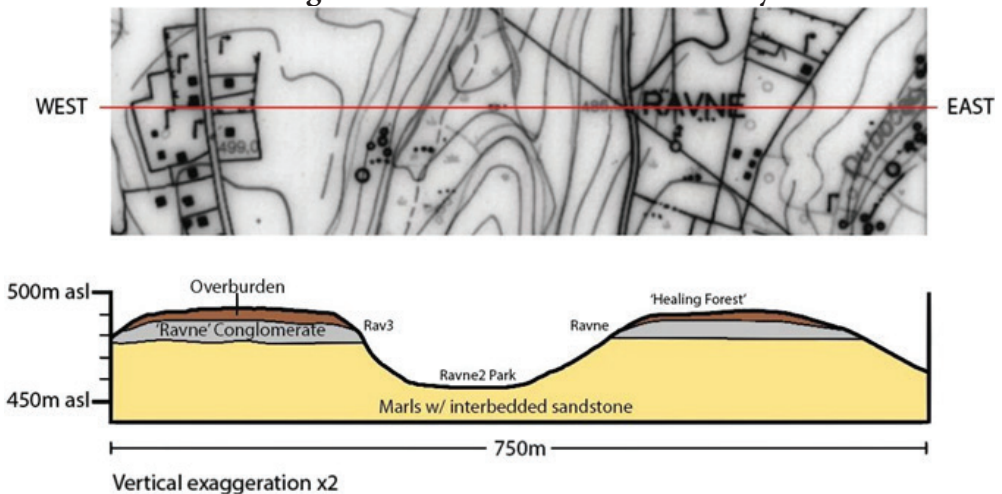 WEST
RAVNE
EAST
499,0
500m asl
Overburden
'Healing Forest'
'Ravne' Conglomerate
Rav3
Ravne
Ravne2 Park
450m asl
Marls w/ interbedded sandstone
750m
Vertical exaggeration x2